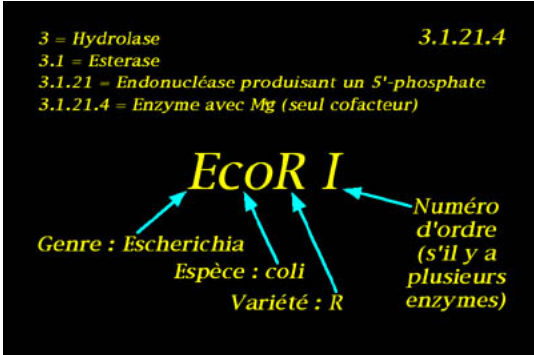 3 = Hydrolase
3.1.21.4
3.1 = Esterase
3.1.21 = Endonucléase produisant un 5'-phosphate
3.1.21.4 = Enzyme avec Mg (seul cofacteur)
EcoR I
Genre : Escherichia
Espèce : coli
Variété : R
Numéro
d'ordre
(s'il y a
plusieurs
enzymes)